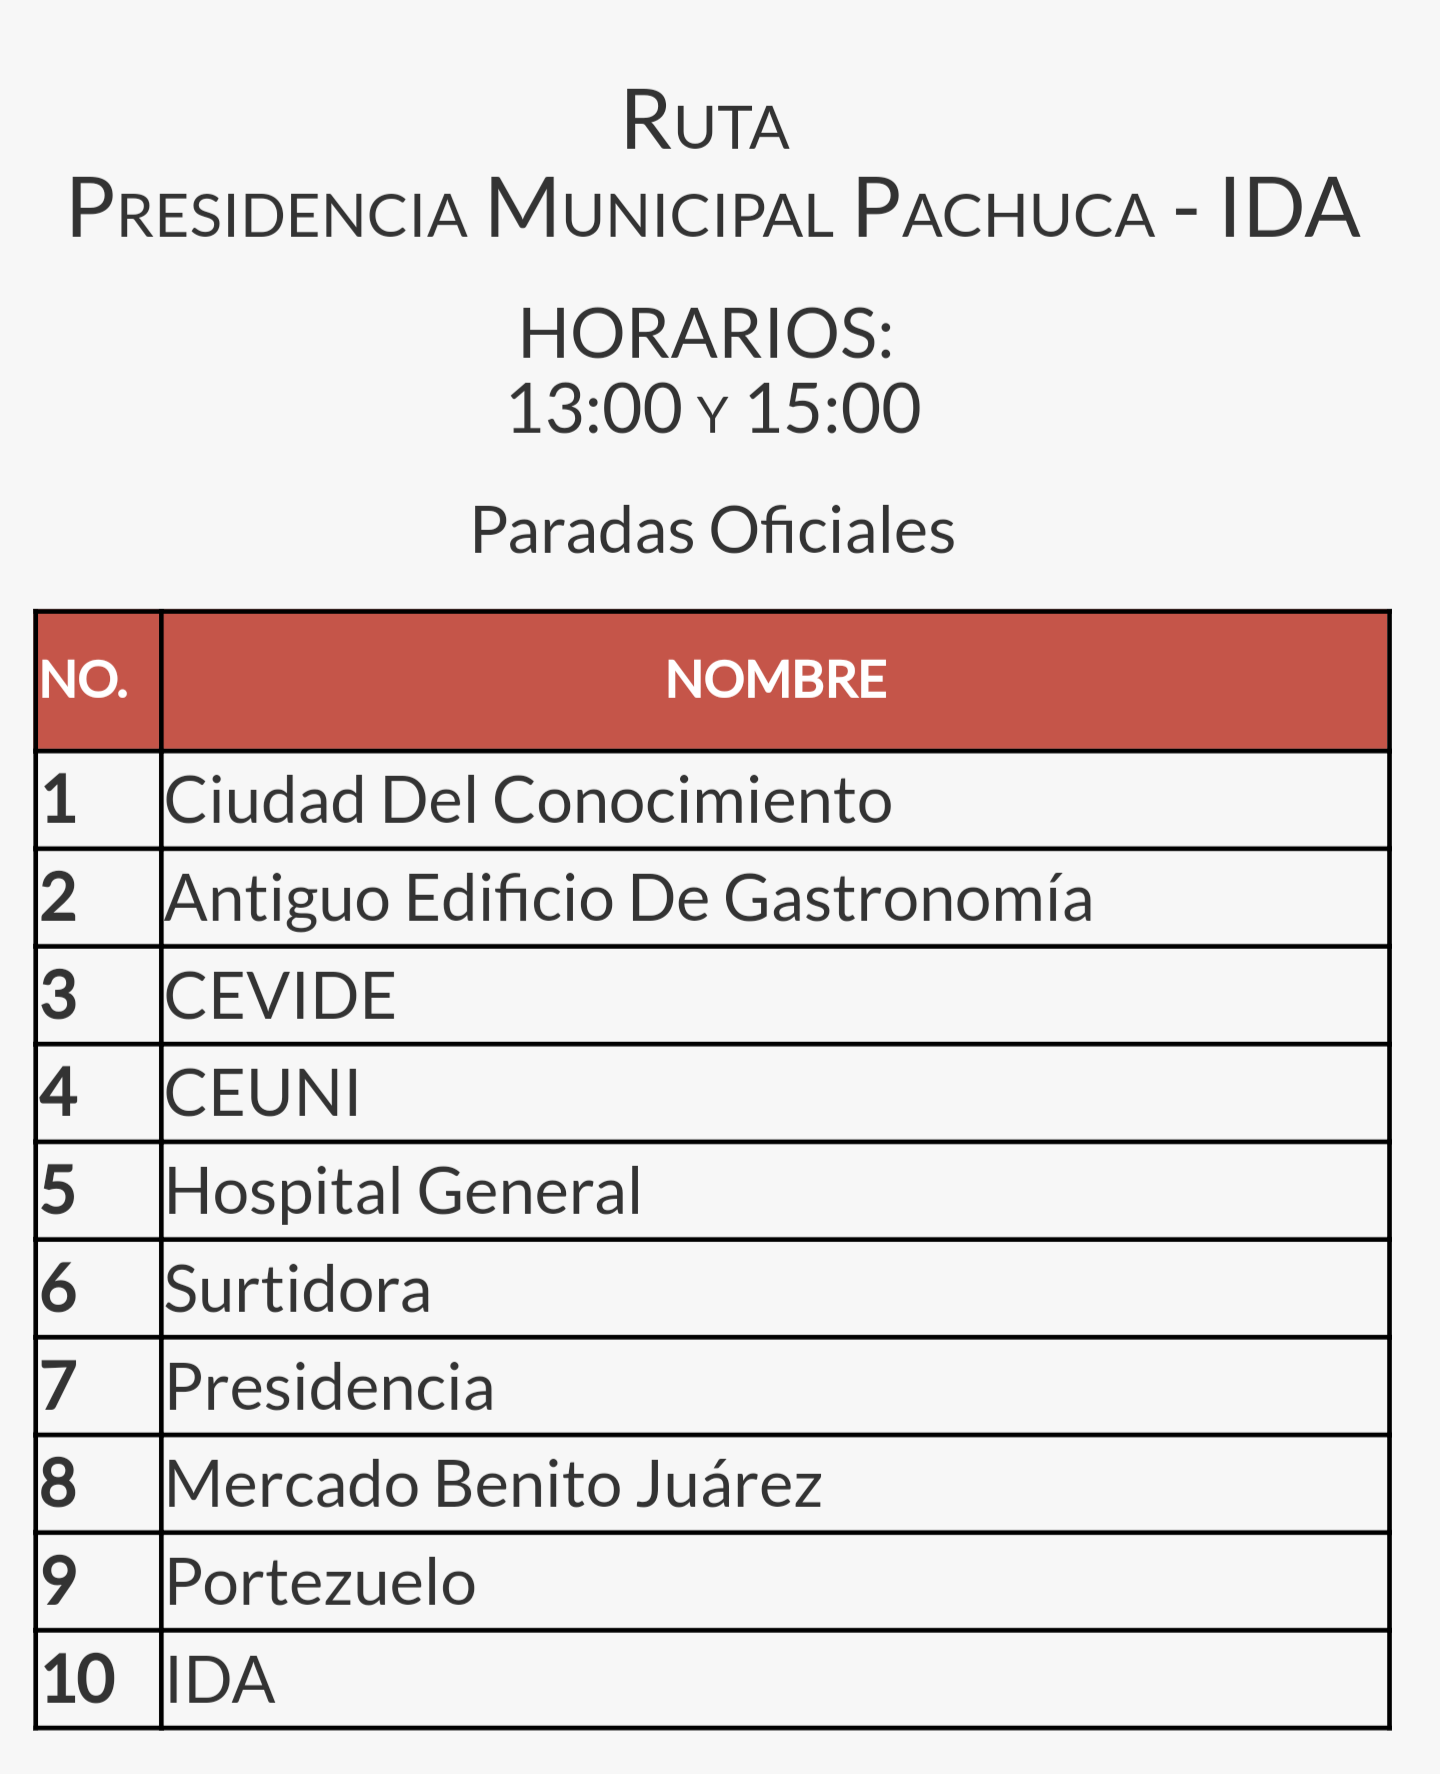 Ruta
Presidencia Municipal Pachuca - IDA
HORARIOS:
13:00 y 15:00
Paradas Oficiales
NO. NOMBRE
1 Ciudad Del Conocimiento
2 Antiguo Edificio De Gastronomía
3 CEVIDE
4 CEUNI
5 Hospital General
6 Surtidora
7 Presidencia
8 Mercado Benito Juárez
9 Portezuelo
10 IDA